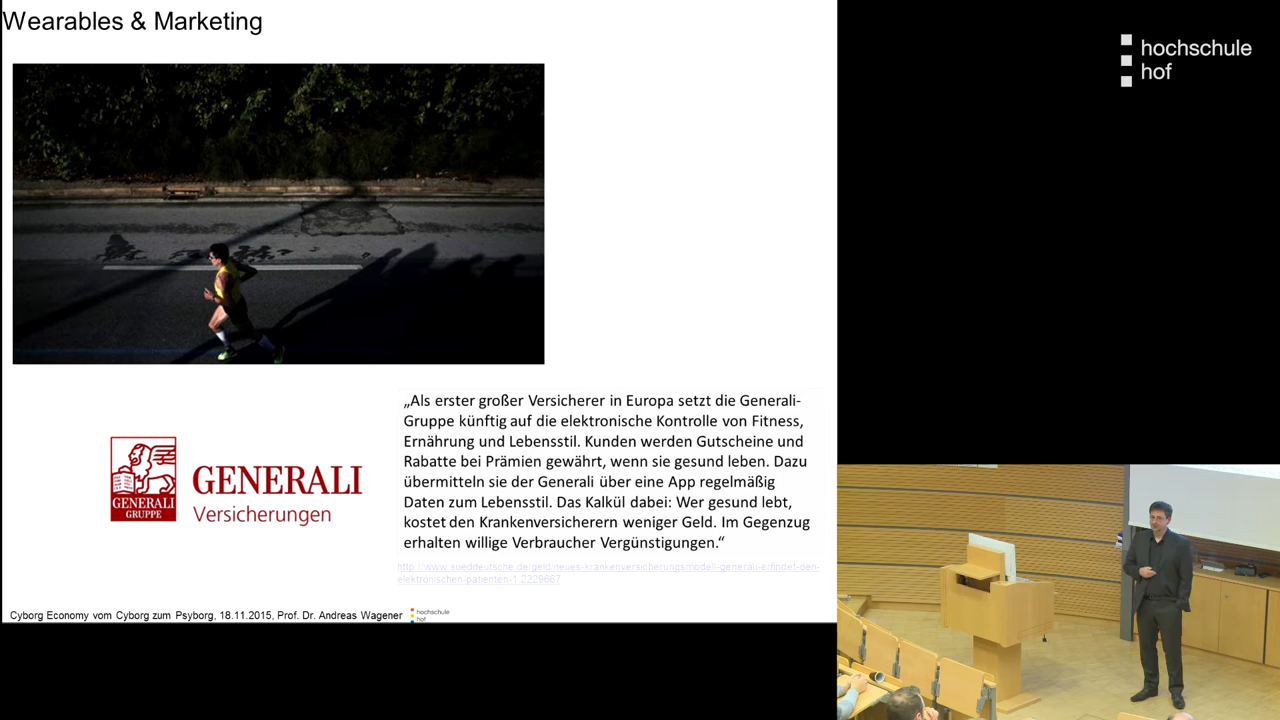 Wearables & Marketing
hochschule
hof
„Als erster großer Versicherer in Europa setzt die Generali-
Gruppe künftig auf die elektronische Kontrolle von Fitness,
Ernährung und Lebensstil. Kunden werden Gutscheine und
Rabatte bei Prämien gewährt, wenn sie gesund leben. Dazu
übermitteln sie der Generali über eine App regelmäßig
Daten zum Lebensstil. Das Kalkül dabei: Wer gesund lebt,
kostet den Krankenversicherern weniger Geld. Im Gegenzug
erhalten willige Verbraucher Vergünstigungen.“
GENERALI
GRUPPE
GENERALI
Versicherungen
http://www.sueddeutsche.de/geld/neues-krankenversicherungsmodell-generali-erfindet-den-
elektronischen-patienten-1.2229667
Cyborg Economy vom Cyborg zum Psyborg, 18.11.2015, Prof. Dr. Andreas Wagener
hochschule
hof